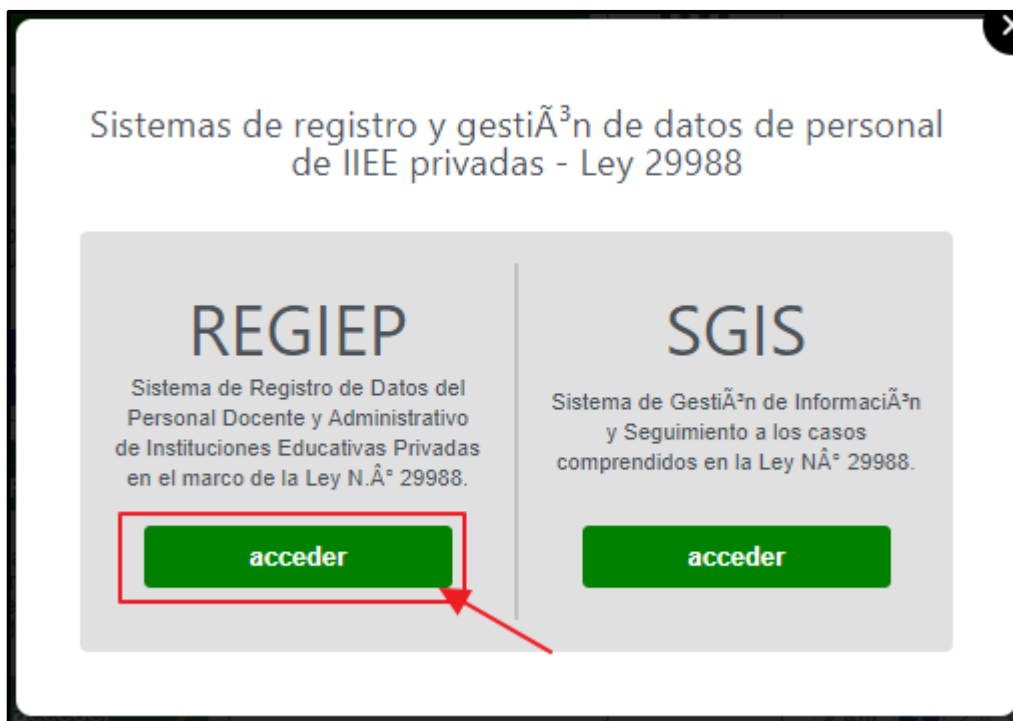 Sistemas de registro y gestiÃ³n de datos de personal
de IIEE privadas - Ley 29988
REGIEP
Sistema de Registro de Datos del
Personal Docente y Administrativo
de Instituciones Educativas Privadas
en el marco de la Ley N.Â° 29988.
acceder
SGIS
Sistema de GestiÃ³n de InformaciÃ³n
y Seguimiento a los casos
comprendidos en la Ley NÂ° 29988.
acceder